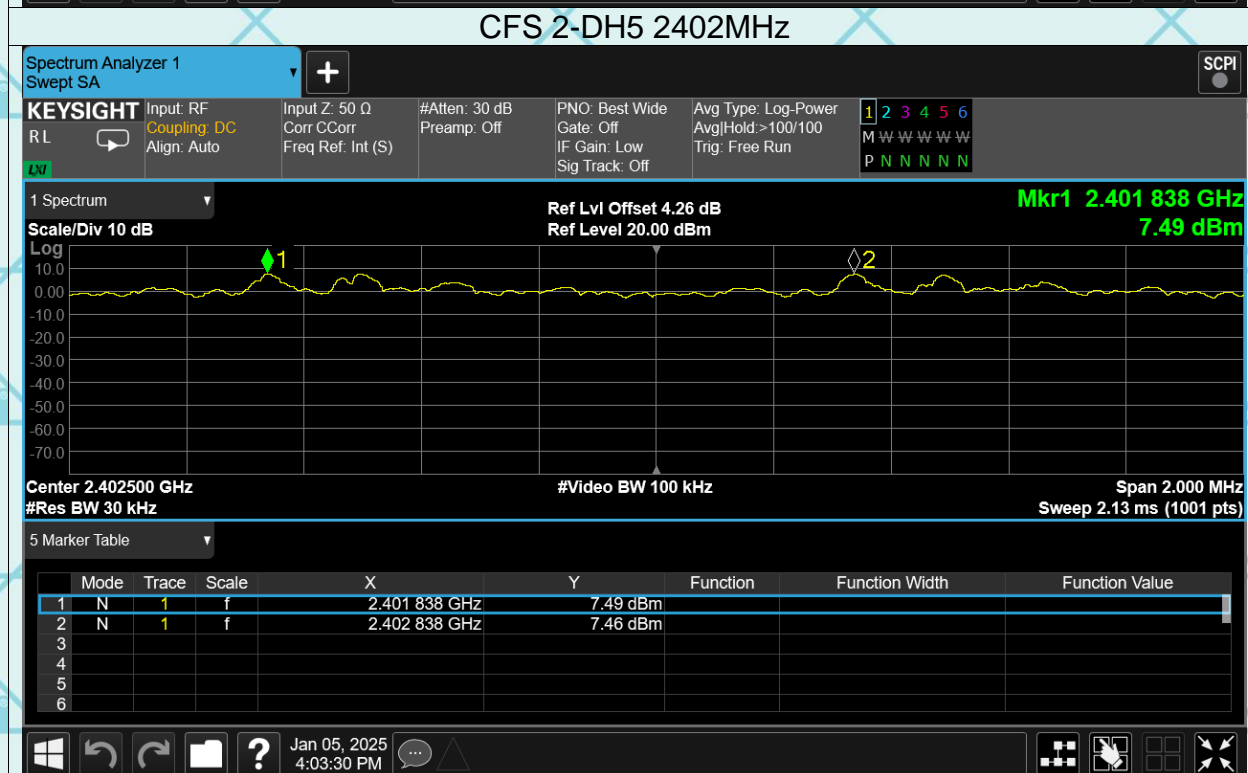 CFS 2-DH5 2402MHz
Spectrum Analyzer 1
Swept SA
SCPI
KEYSIGHT Input: RF Input Z: 50 Ω #Atten: 30 dB PNO: Best Wide Avg Type: Log-Power 1 2 3 4 5 6
RL Coupling: DC Corr CCorr Preamp: Off Gate: Off Avg|Hold:>100/100 M W W W W W
Align: Auto Freq Ref: Int (S) IF Gain: Low Trig: Free Run
LXI Sig Track: Off P N N N N N
1 Spectrum Ref Lvl Offset 4.26 dB Mkr1 2.401 838 GHz
Scale/Div 10 dB Ref Level 20.00 dBm 7.49 dBm
Log
1 2
10.0
0.00
-10.0
-20.0
-30.0
-40.0
-50.0
-60.0
-70.0
Center 2.402500 GHz #Video BW 100 kHz Span 2.000 MHz
#Res BW 30 kHz Sweep 2.13 ms (1001 pts)
5 Marker Table
Mode Trace Scale X Y Function Function Width Function Value
1 N 1 f 2.401 838 GHz 7.49 dBm
2 N 1 f 2.402 838 GHz 7.46 dBm
3
4
5
6
? Jan 05, 2025
4:03:30 PM